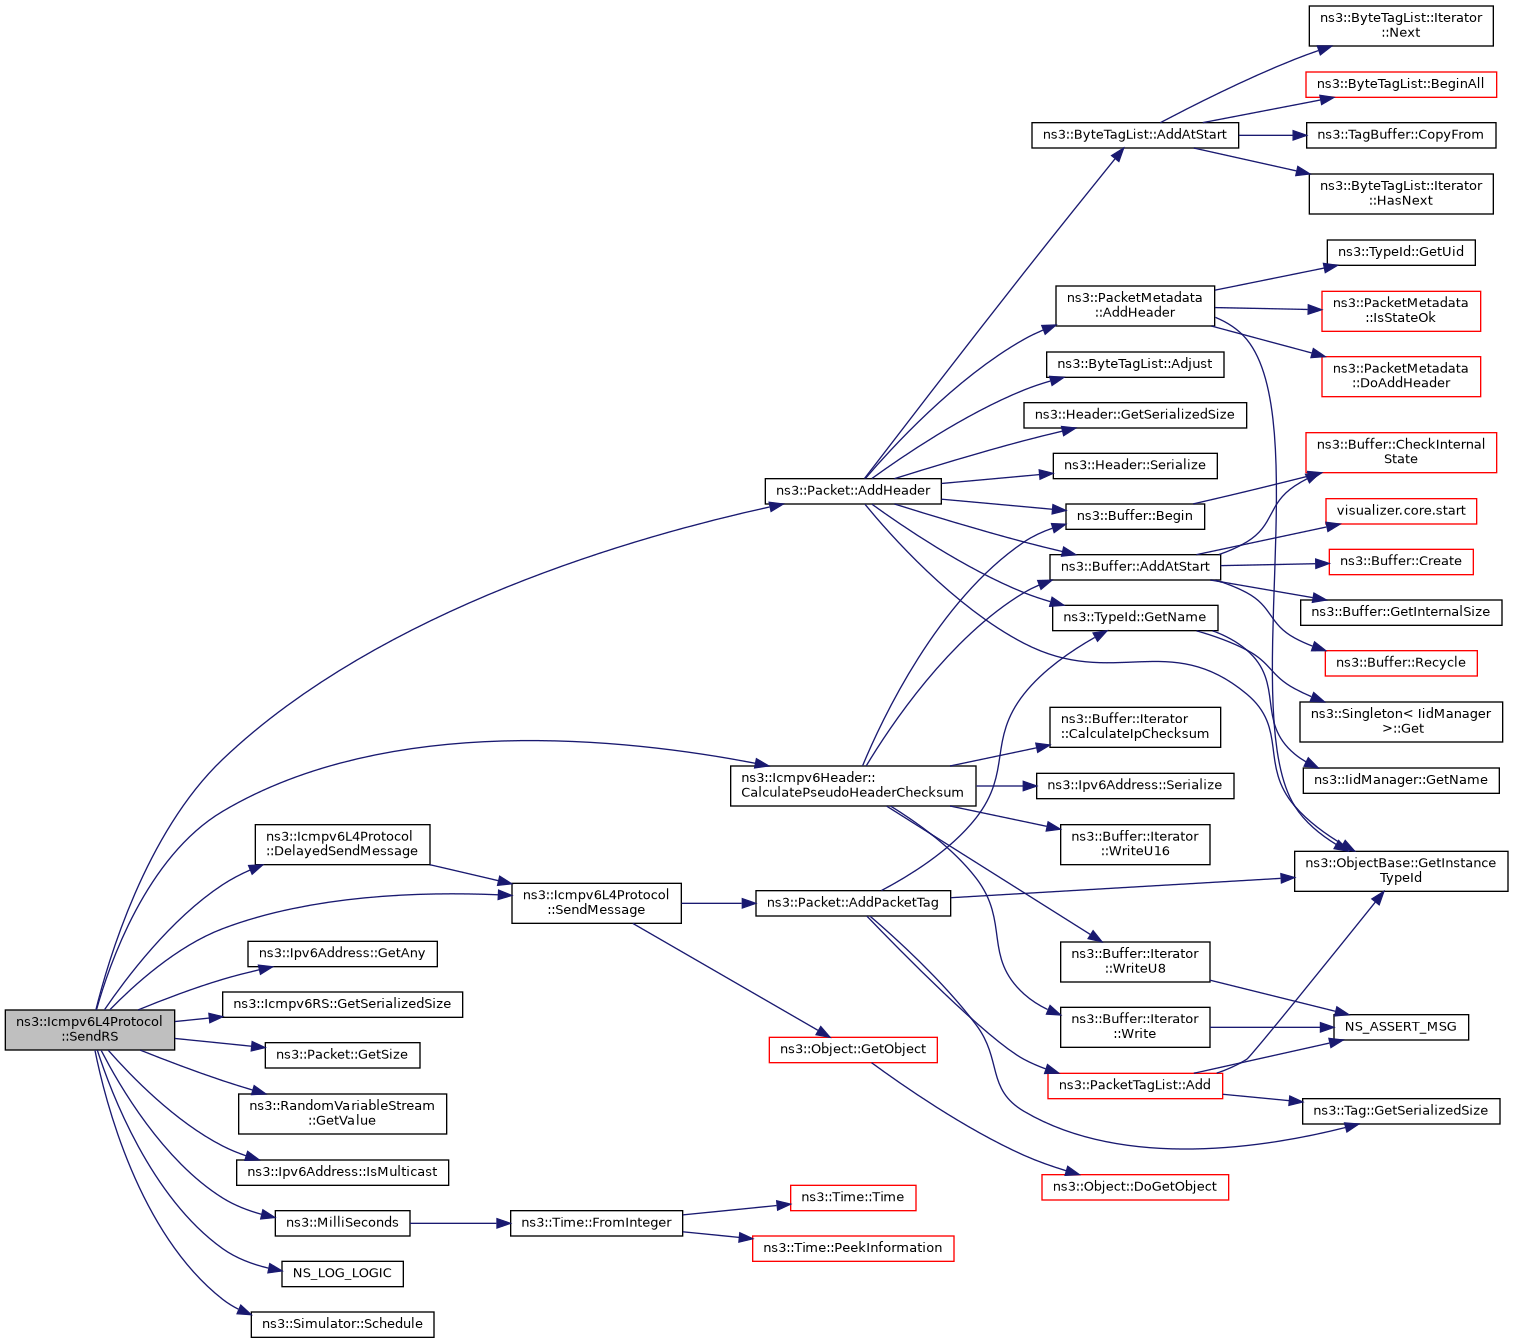 ns3::ByteTagList::Iterator
::Next
ns3::ByteTagList::BeginAll
ns3::ByteTagList::AddAtStart
ns3::TagBuffer::CopyFrom
ns3::ByteTagList::Iterator
::HasNext
ns3::TypeId::GetUid
ns3::PacketMetadata
::AddHeader
ns3::PacketMetadata
::IsStateOk
ns3::ByteTagList::Adjust
ns3::PacketMetadata
::DoAddHeader
ns3::Header::GetSerializedSize
ns3::Buffer::CheckInternal
State
ns3::Header::Serialize
ns3::Packet::AddHeader
ns3::Buffer::Begin
visualizer.core.start
ns3::Buffer::AddAtStart
ns3::Buffer::Create
ns3::Buffer::GetInternalSize
ns3::TypeId::GetName
ns3::Buffer::Recycle
ns3::Buffer::Iterator
::CalculateIpChecksum
ns3::Singleton< IidManager
>::Get
ns3::Icmpv6Header::
CalculatePseudoHeaderChecksum
ns3::Ipv6Address::Serialize
ns3::IidManager::GetName
ns3::Icmpv6L4Protocol
::DelayedSendMessage
ns3::Buffer::Iterator
::WriteU16
ns3::ObjectBase::GetInstance
TypeId
ns3::Icmpv6L4Protocol
::SendMessage
ns3::Packet::AddPacketTag
ns3::Ipv6Address::GetAny
ns3::Buffer::Iterator
::WriteU8
ns3::Icmpv6RS::GetSerializedSize
ns3::Icmpv6L4Protocol
::SendRS
ns3::Buffer::Iterator
::Write
NS_ASSERT_MSG
ns3::Packet::GetSize
ns3::Object::GetObject
ns3::PacketTagList::Add
ns3::RandomVariableStream
::GetValue
ns3::Tag::GetSerializedSize
ns3::Ipv6Address::IsMulticast
ns3::Object::DoGetObject
ns3::Time::Time
ns3::MilliSeconds
ns3::Time::FromInteger
ns3::Time::PeekInformation
NS_LOG_LOGIC
ns3::Simulator::Schedule